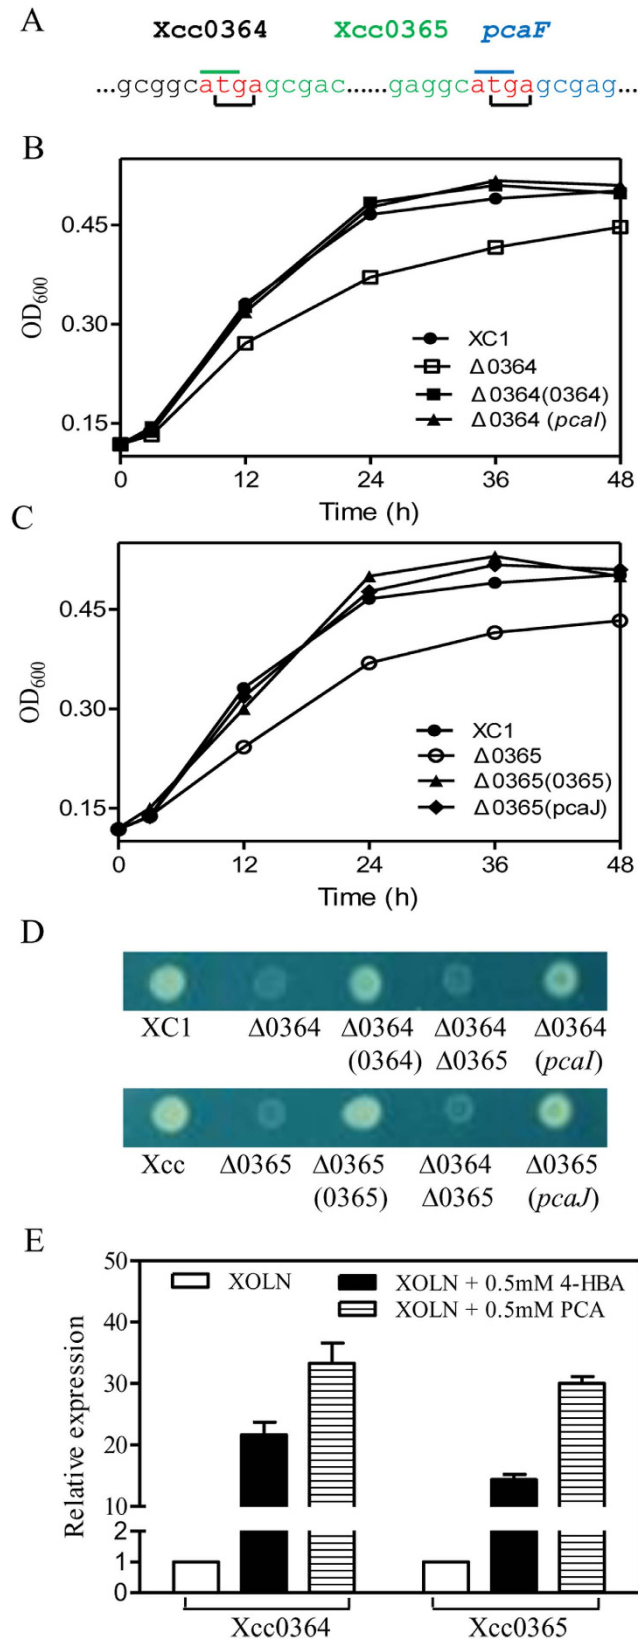 A
Xcc0364 Xcc0365 pcaF
...gcggcatgagcgac......gaggcatgagcgag...
B
OD600
0.45
0.30
0.15
XC1
Δ0364
Δ0364(0364)
Δ0364 (pcaI)
0 12 24 36 48
Time (h)
C
OD600
0.45
0.30
0.15
XC1
Δ0365
Δ0365(0365)
Δ0365(pcaJ)
0 12 24 36 48
Time (h)
D
XC1 Δ0364 Δ0364 Δ0364 Δ0364
(0364) Δ0365 (pcaI)
Xcc Δ0365 Δ0365 Δ0364 Δ0365
(0365) Δ0365 (pcaJ)
E
Relative expression
50
40
30
20
10
2
1
0
XOLN XOLN + 0.5mM 4-HBA
XOLN + 0.5mM PCA
Xcc0364 Xcc0365